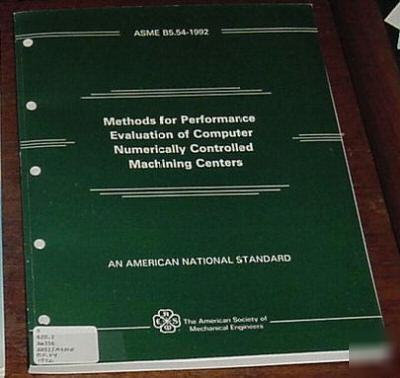 ASME B5.54-1992
Methods for Performance
Evaluation of Computer
Numerically Controlled
Machining Centers
AN AMERICAN NATIONAL STANDARD
The American Society of
Mechanical Engineers
1992